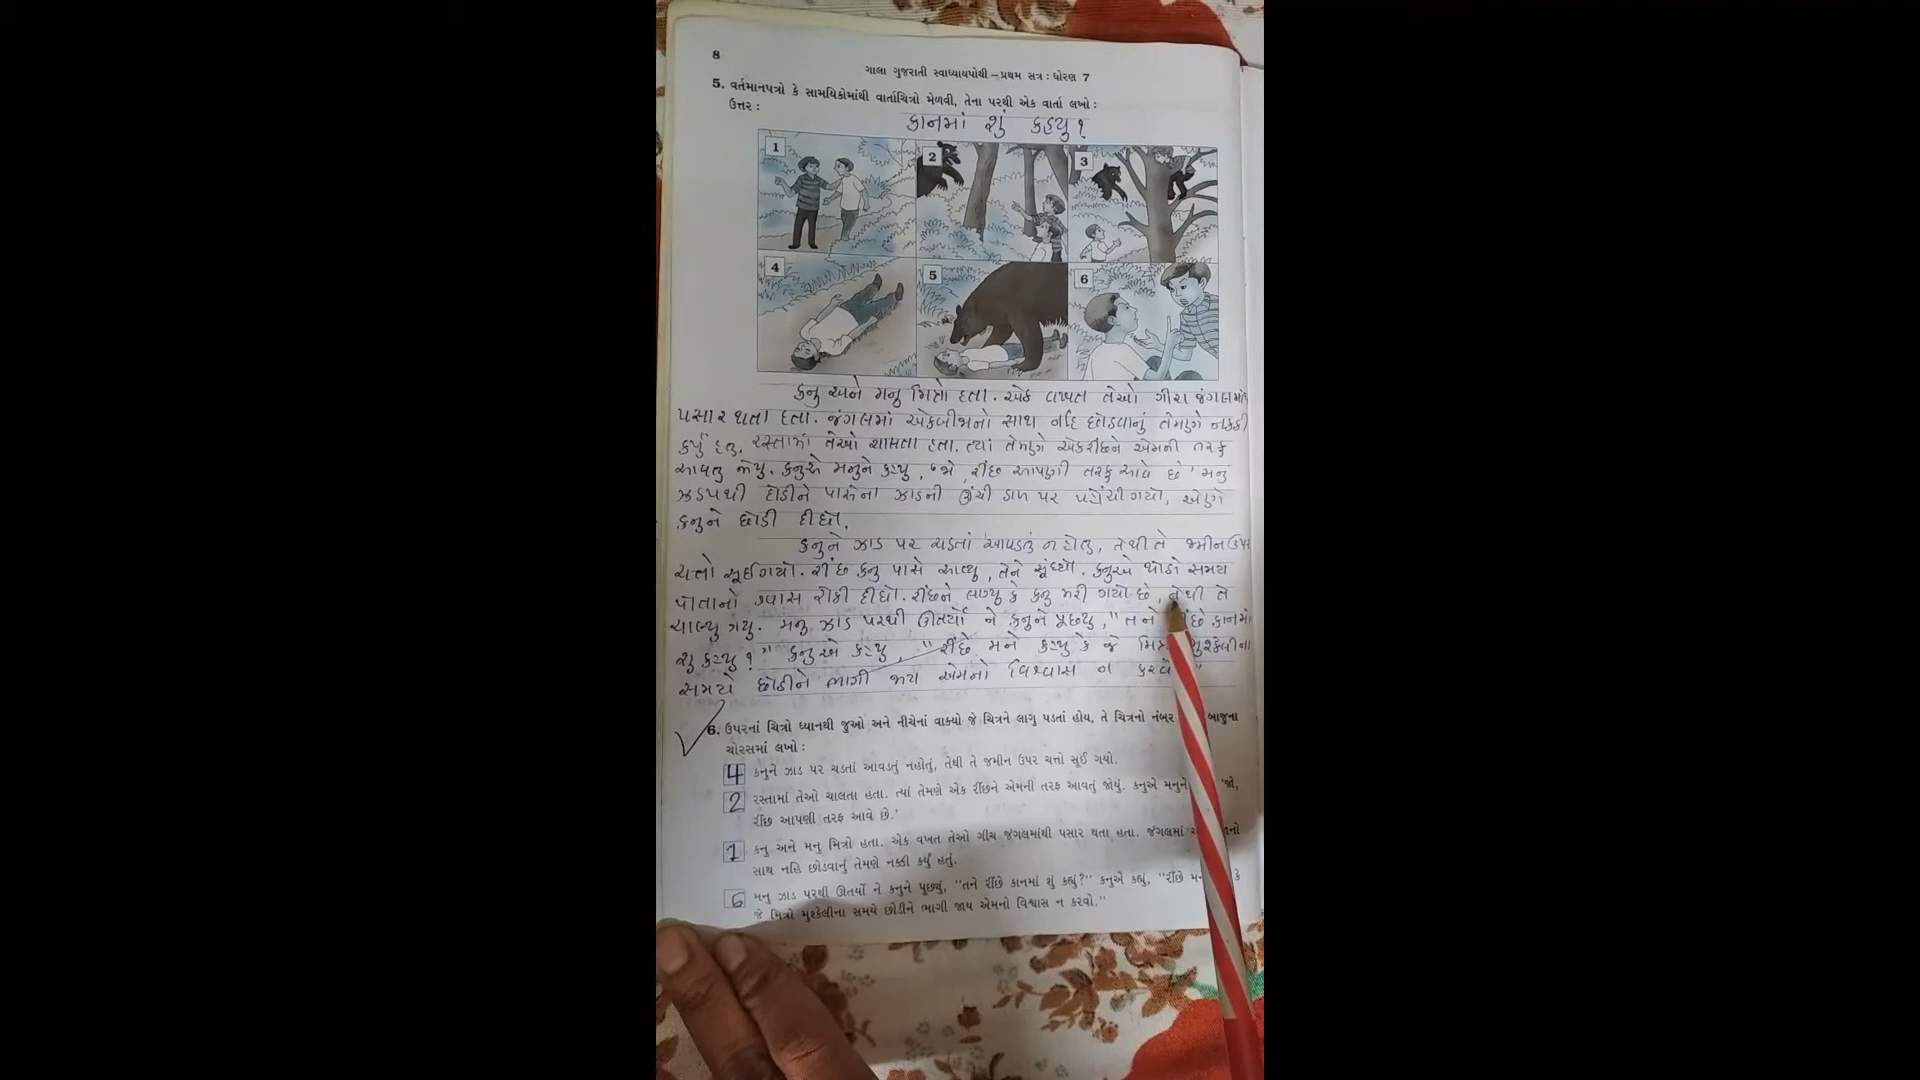 8
ગાલા ગુજરાતી સ્વાધ્યાયપોથી – પ્રથમ સત્ર : ધોરણ 7
5. વર્તમાનપત્રો કે સામયિકોમાંથી વાર્તાચિત્રો મેળવી, તેના પરથી એક વાર્તા લખો :
ઉત્તર :
કાનમાં શું કહ્યુ ?
1
2
3
4
5
6
કનુ અને મનુ મિત્રો હતા. એક વખત તેઓ ગીચ જંગલમાંથી
પસાર થતા હતા. જંગલમાં એકબીજાનો સાથ નહિ છોડવાનું તેમણે નક્કી
કર્યું હતુ. રસ્તામાં તેઓ ચાલતા હતા. ત્યાં તેમણે એક રીંછને એમની તરફ
આવતુ જોયુ. કનુએ મનુને કહ્યુ, 'જો, રીંછ આપણી તરફ આવે છે' મનુ
ઝડપથી દોડીને પાસેના ઝાડની ઊંચી ડાળ પર પહોંચી ગયો, એણે
કનુને છોડી દીધો.
કનુને ઝાડ પર ચડતાં આવડતું ન હોતુ, તેથી તે જમીન ઉપર
ચત્તો સૂઈ ગયો. રીંછ કનુ પાસે આવ્યુ, તેને સૂંઘ્યો. કનુએ થોડો સમય
પોતાનો શ્વાસ રોકી દીધો. રીંછને લાગ્યુ કે કનુ મરી ગયો છે, તેથી તે
ચાલ્યુ ગયુ. મનુ ઝાડ પરથી ઊતર્યો ને કનુને પૂછ્યુ, "તને છે કાનમાં
શુ કહ્યુ ?" કનુએ કહ્યુ, "રીંછે મને કહ્યુ કે જે
સમયે છોડીને ભાગી જાય એમનો વિશ્વાસ ન
6. ઉપરનાં ચિત્રો ધ્યાનથી જુઓ અને નીચેનાં વાક્યો જે ચિત્રને લાગુ પડતાં હોય, તે ચિત્રનો નંબર બાજુના
ચોરસમાં લખો :
4 કનુને ઝાડ પર ચડતાં આવડતું નહોતું, તેથી તે જમીન ઉપર ચત્તો સૂઈ ગયો.
2 રસ્તામાં તેઓ ચાલતા હતા. ત્યાં તેમણે એક રીંછને એમની તરફ આવતું જોયું. કનુએ મનુને 'જો,
રીંછ આપણી તરફ આવે છે.'
1 કનુ અને મનુ મિત્રો હતા. એક વખત તેઓ ગીચ જંગલમાંથી પસાર થતા હતા. જંગલમાં
સાથ નહિ છોડવાનું તેમણે નક્કી કર્યું હતું.
6 મનુ ઝાડ પરથી ઊતર્યો ને કનુને પૂછ્યું, "તને રીંછે કાનમાં શું કહ્યું?" કનુએ કહ્યું, "રીંછે કે
જે મિત્રો મુશ્કેલીના સમયે છોડીને ભાગી જાય એમનો વિશ્વાસ ન કરવો."